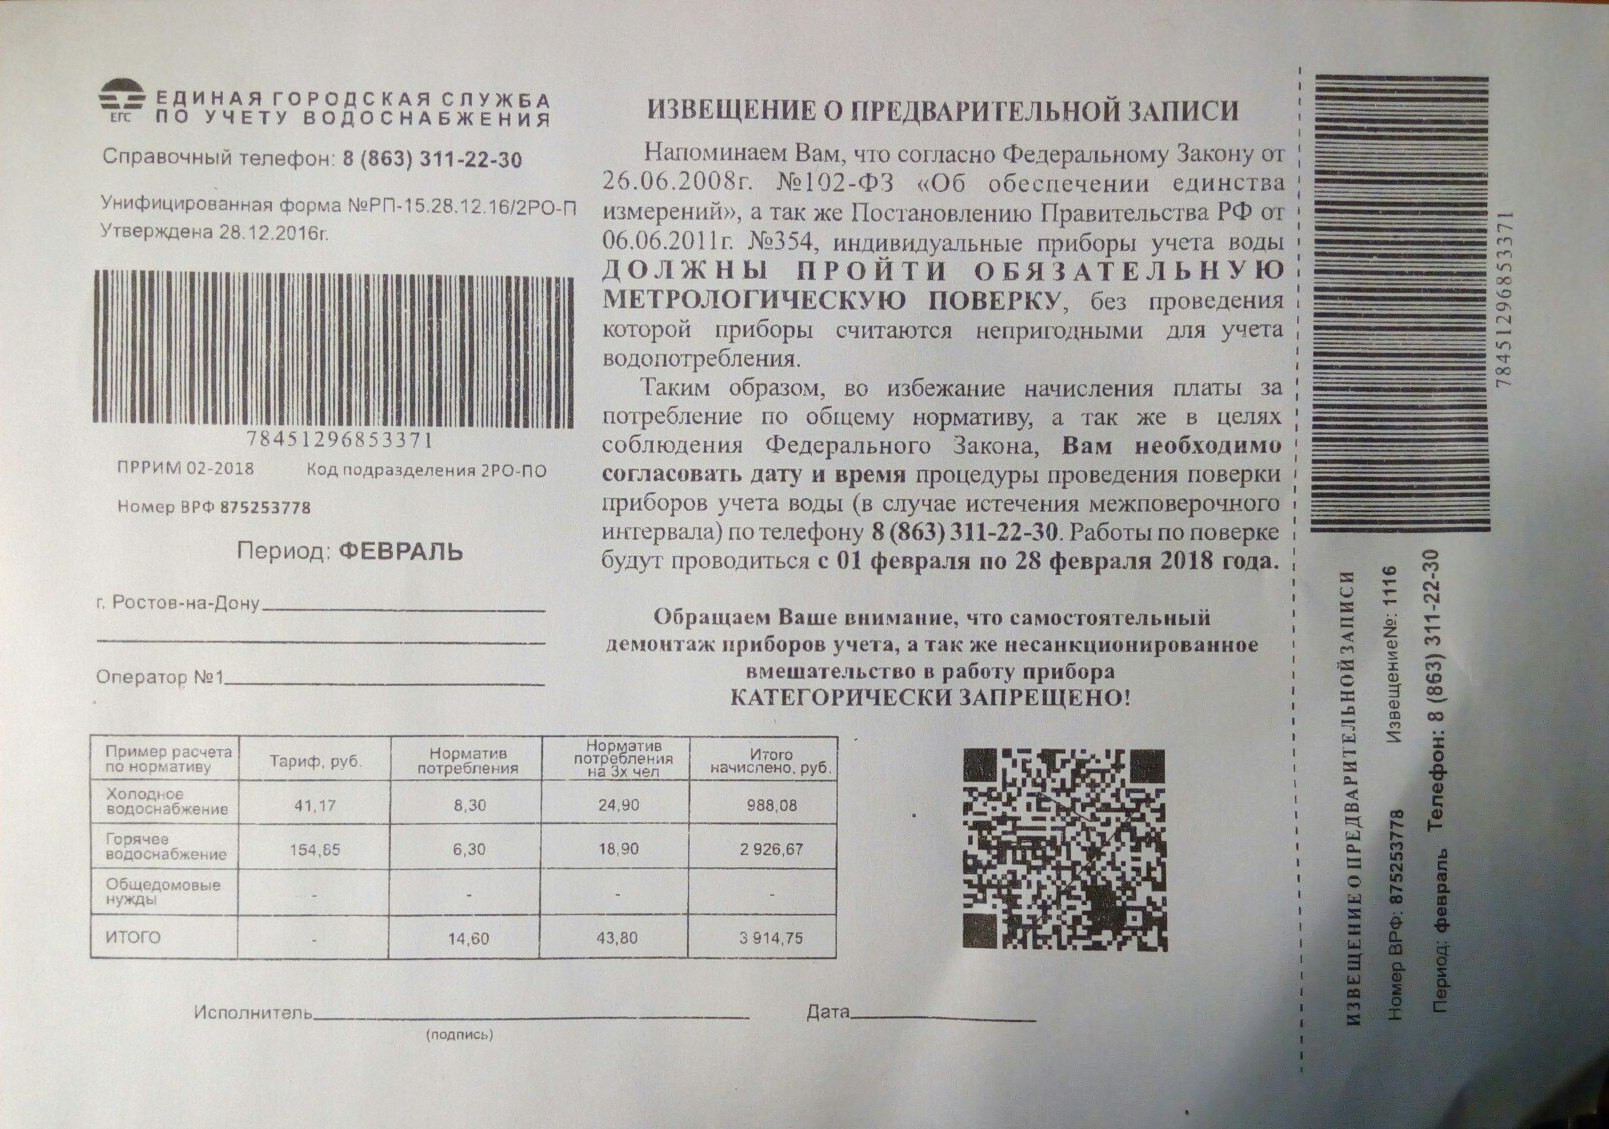 ЕДИНАЯ ГОРОДСКАЯ СЛУЖБА
ПО УЧЕТУ ВОДОСНАБЖЕНИЯ
ЕГС
Справочный телефон: 8 (863) 311-22-30
Унифицированная форма №РП-15.28.12.16/2РО-П
Утверждена 28.12.2016г.
78451296853371
ПРРИМ 02-2018 Код подразделения 2РО-ПО
Номер ВРФ 875253778
Период: ФЕВРАЛЬ
г. Ростов-на-Дону
Оператор №1
ИЗВЕЩЕНИЕ О ПРЕДВАРИТЕЛЬНОЙ ЗАПИСИ
Напоминаем Вам, что согласно Федеральному Закону от
26.06.2008г. №102-ФЗ «Об обеспечении единства
измерений», а так же Постановлению Правительства РФ от
06.06.2011г. №354, индивидуальные приборы учета воды
ДОЛЖНЫ ПРОЙТИ ОБЯЗАТЕЛЬНУЮ
МЕТРОЛОГИЧЕСКУЮ ПОВЕРКУ, без проведения
которой приборы считаются непригодными для учета
водопотребления.
Таким образом, во избежание начисления платы за
потребление по общему нормативу, а так же в целях
соблюдения Федерального Закона, Вам необходимо
согласовать дату и время процедуры проведения поверки
приборов учета воды (в случае истечения межповерочного
интервала) по телефону 8 (863) 311-22-30. Работы по поверке
будут проводиться с 01 февраля по 28 февраля 2018 года.
Обращаем Ваше внимание, что самостоятельный
демонтаж приборов учета, а так же несанкционированное
вмешательство в работу прибора
КАТЕГОРИЧЕСКИ ЗАПРЕЩЕНО!
Пример расчета по нормативу Тариф, руб. Норматив потребления Норматив потребления на 3х чел Итого начислено, руб.
Холодное водоснабжение 41,17 8,30 24,90 988,08
Горячее водоснабжение 154,85 6,30 18,90 2 926,67
Общедомовые нужды - - - -
ИТОГО - 14,60 43,80 3 914,75
Исполнитель Дата
(подпись)
78451296853371
ИЗВЕЩЕНИЕ О ПРЕДВАРИТЕЛЬНОЙ ЗАПИСИ
Номер ВРФ: 875253778 Извещение№: 1116
Период: февраль Телефон: 8 (863) 311-22-30